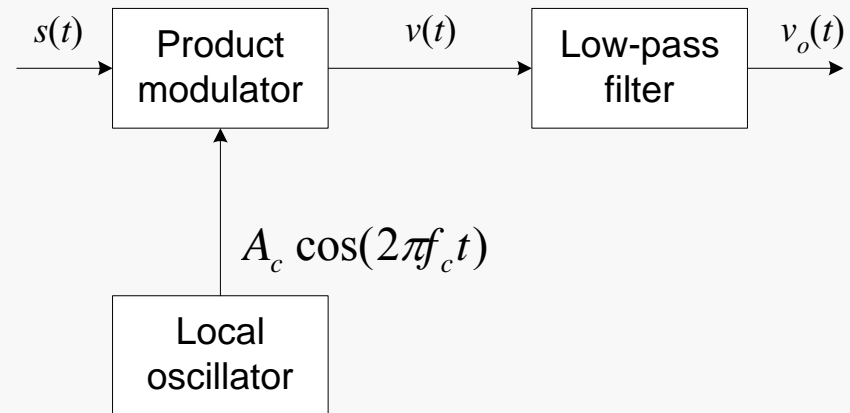 s(t)
Product
modulator
v(t)
Low-pass
filter
v_o(t)
A_c cos(2πf_c t)
Local
oscillator